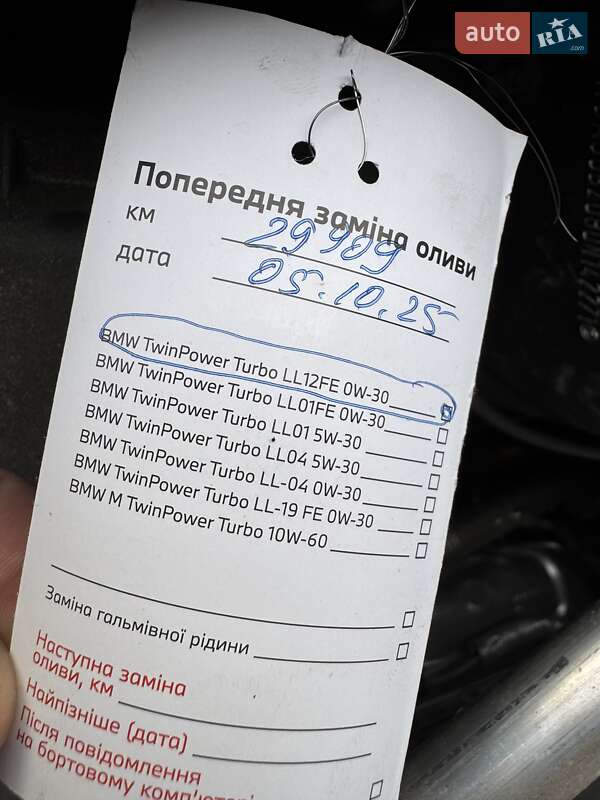 auto RIA.com
Попередня заміна оливи
км 29909
дата 05.10.25
BMW TwinPower Turbo LL12FE 0W-30
BMW TwinPower Turbo LL01FE 0W-30
BMW TwinPower Turbo LL01 5W-30
BMW TwinPower Turbo LL04 5W-30
BMW TwinPower Turbo LL-04 0W-30
BMW TwinPower Turbo LL-19 FE 0W-30
BMW M TwinPower Turbo 10W-60
Заміна гальмівної рідини
Наступна заміна
оливи, км
Найпізніше (дата)
Після повідомлення
на бортовому комп'ютері